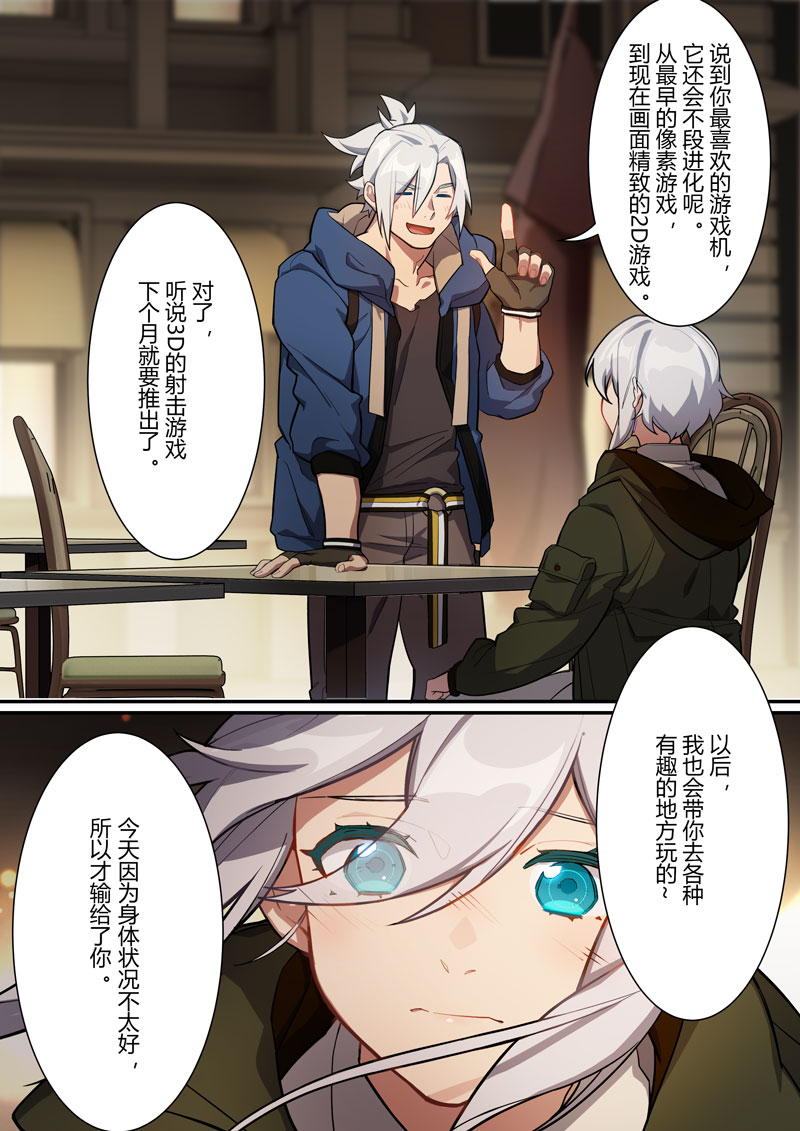 说到你最喜欢的游戏机，
它还会不段进化呢。
从最早的像素游戏，
到现在画面精致的2D游戏。
对了，
听说3D的射击游戏
下个月就要推出了。
以后，
我也会带你去各种
有趣的地方玩的~
今天因为身体状况不太好，
所以才输给了你。